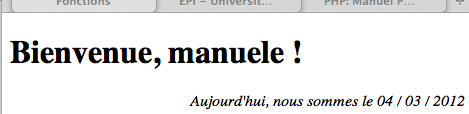 Fonctions EPI - Universit... PHP: Manuel P...
Bienvenue, manuele !
Aujourd'hui, nous sommes le 04 / 03 / 2012